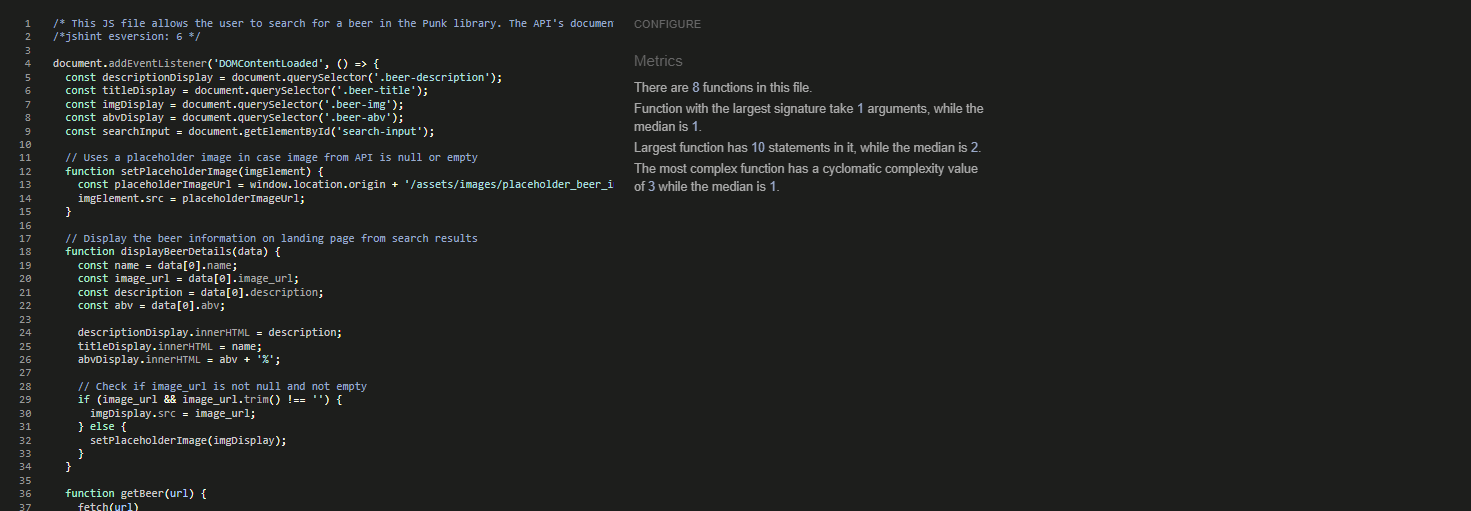 1 /* This JS file allows the user to search for a beer in the Punk library. The API's documen
2 /*jshint esversion: 6 */
3
4 document.addEventListener('DOMContentLoaded', () => {
5 const descriptionDisplay = document.querySelector('.beer-description');
6 const titleDisplay = document.querySelector('.beer-title');
7 const imgDisplay = document.querySelector('.beer-img');
8 const abvDisplay = document.querySelector('.beer-abv');
9 const searchInput = document.getElementById('search-input');
10
11 // Uses a placeholder image in case image from API is null or empty
12 function setPlaceholderImage(imgElement) {
13 const placeholderImageUrl = window.location.origin + '/assets/images/placeholder_beer_i
14 imgElement.src = placeholderImageUrl;
15 }
16
17 // Display the beer information on landing page from search results
18 function displayBeerDetails(data) {
19 const name = data[0].name;
20 const image_url = data[0].image_url;
21 const description = data[0].description;
22 const abv = data[0].abv;
23
24 descriptionDisplay.innerHTML = description;
25 titleDisplay.innerHTML = name;
26 abvDisplay.innerHTML = abv + '%';
27
28 // Check if image_url is not null and not empty
29 if (image_url && image_url.trim() !== '') {
30 imgDisplay.src = image_url;
31 } else {
32 setPlaceholderImage(imgDisplay);
33 }
34 }
35
36 function getBeer(url) {
37 fetch(url)
CONFIGURE
Metrics
There are 8 functions in this file.
Function with the largest signature take 1 arguments, while the
median is 1.
Largest function has 10 statements in it, while the median is 2.
The most complex function has a cyclomatic complexity value
of 3 while the median is 1.